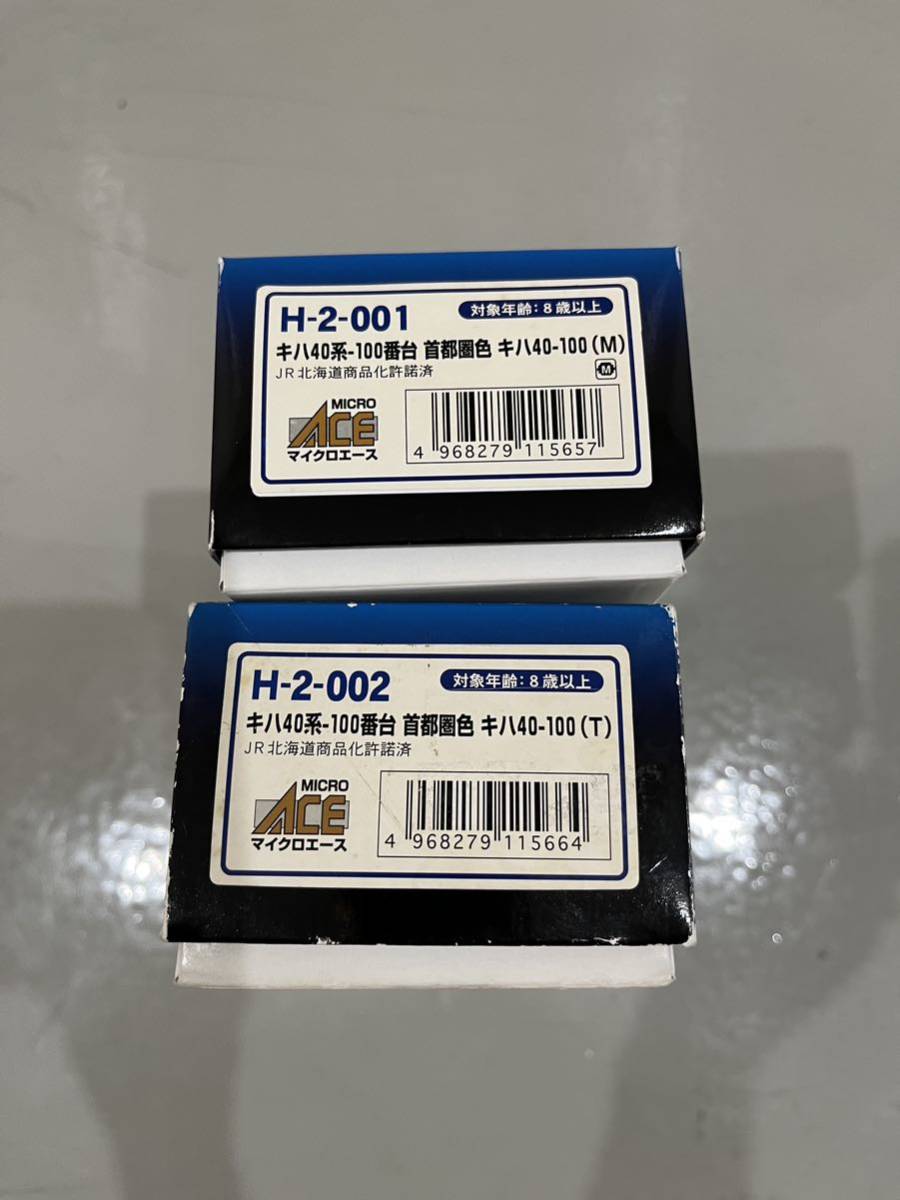 H-2-001
対象年齢：8歳以上
キハ40系-100番台 首都圏色 キハ40-100（M）
JR北海道商品化許諾済
M
MICRO
ACE
マイクロエース
4 968279 115657
H-2-002
対象年齢：8歳以上
キハ40系-100番台 首都圏色 キハ40-100（T）
JR北海道商品化許諾済
MICRO
ACE
マイクロエース
4 968279 115664